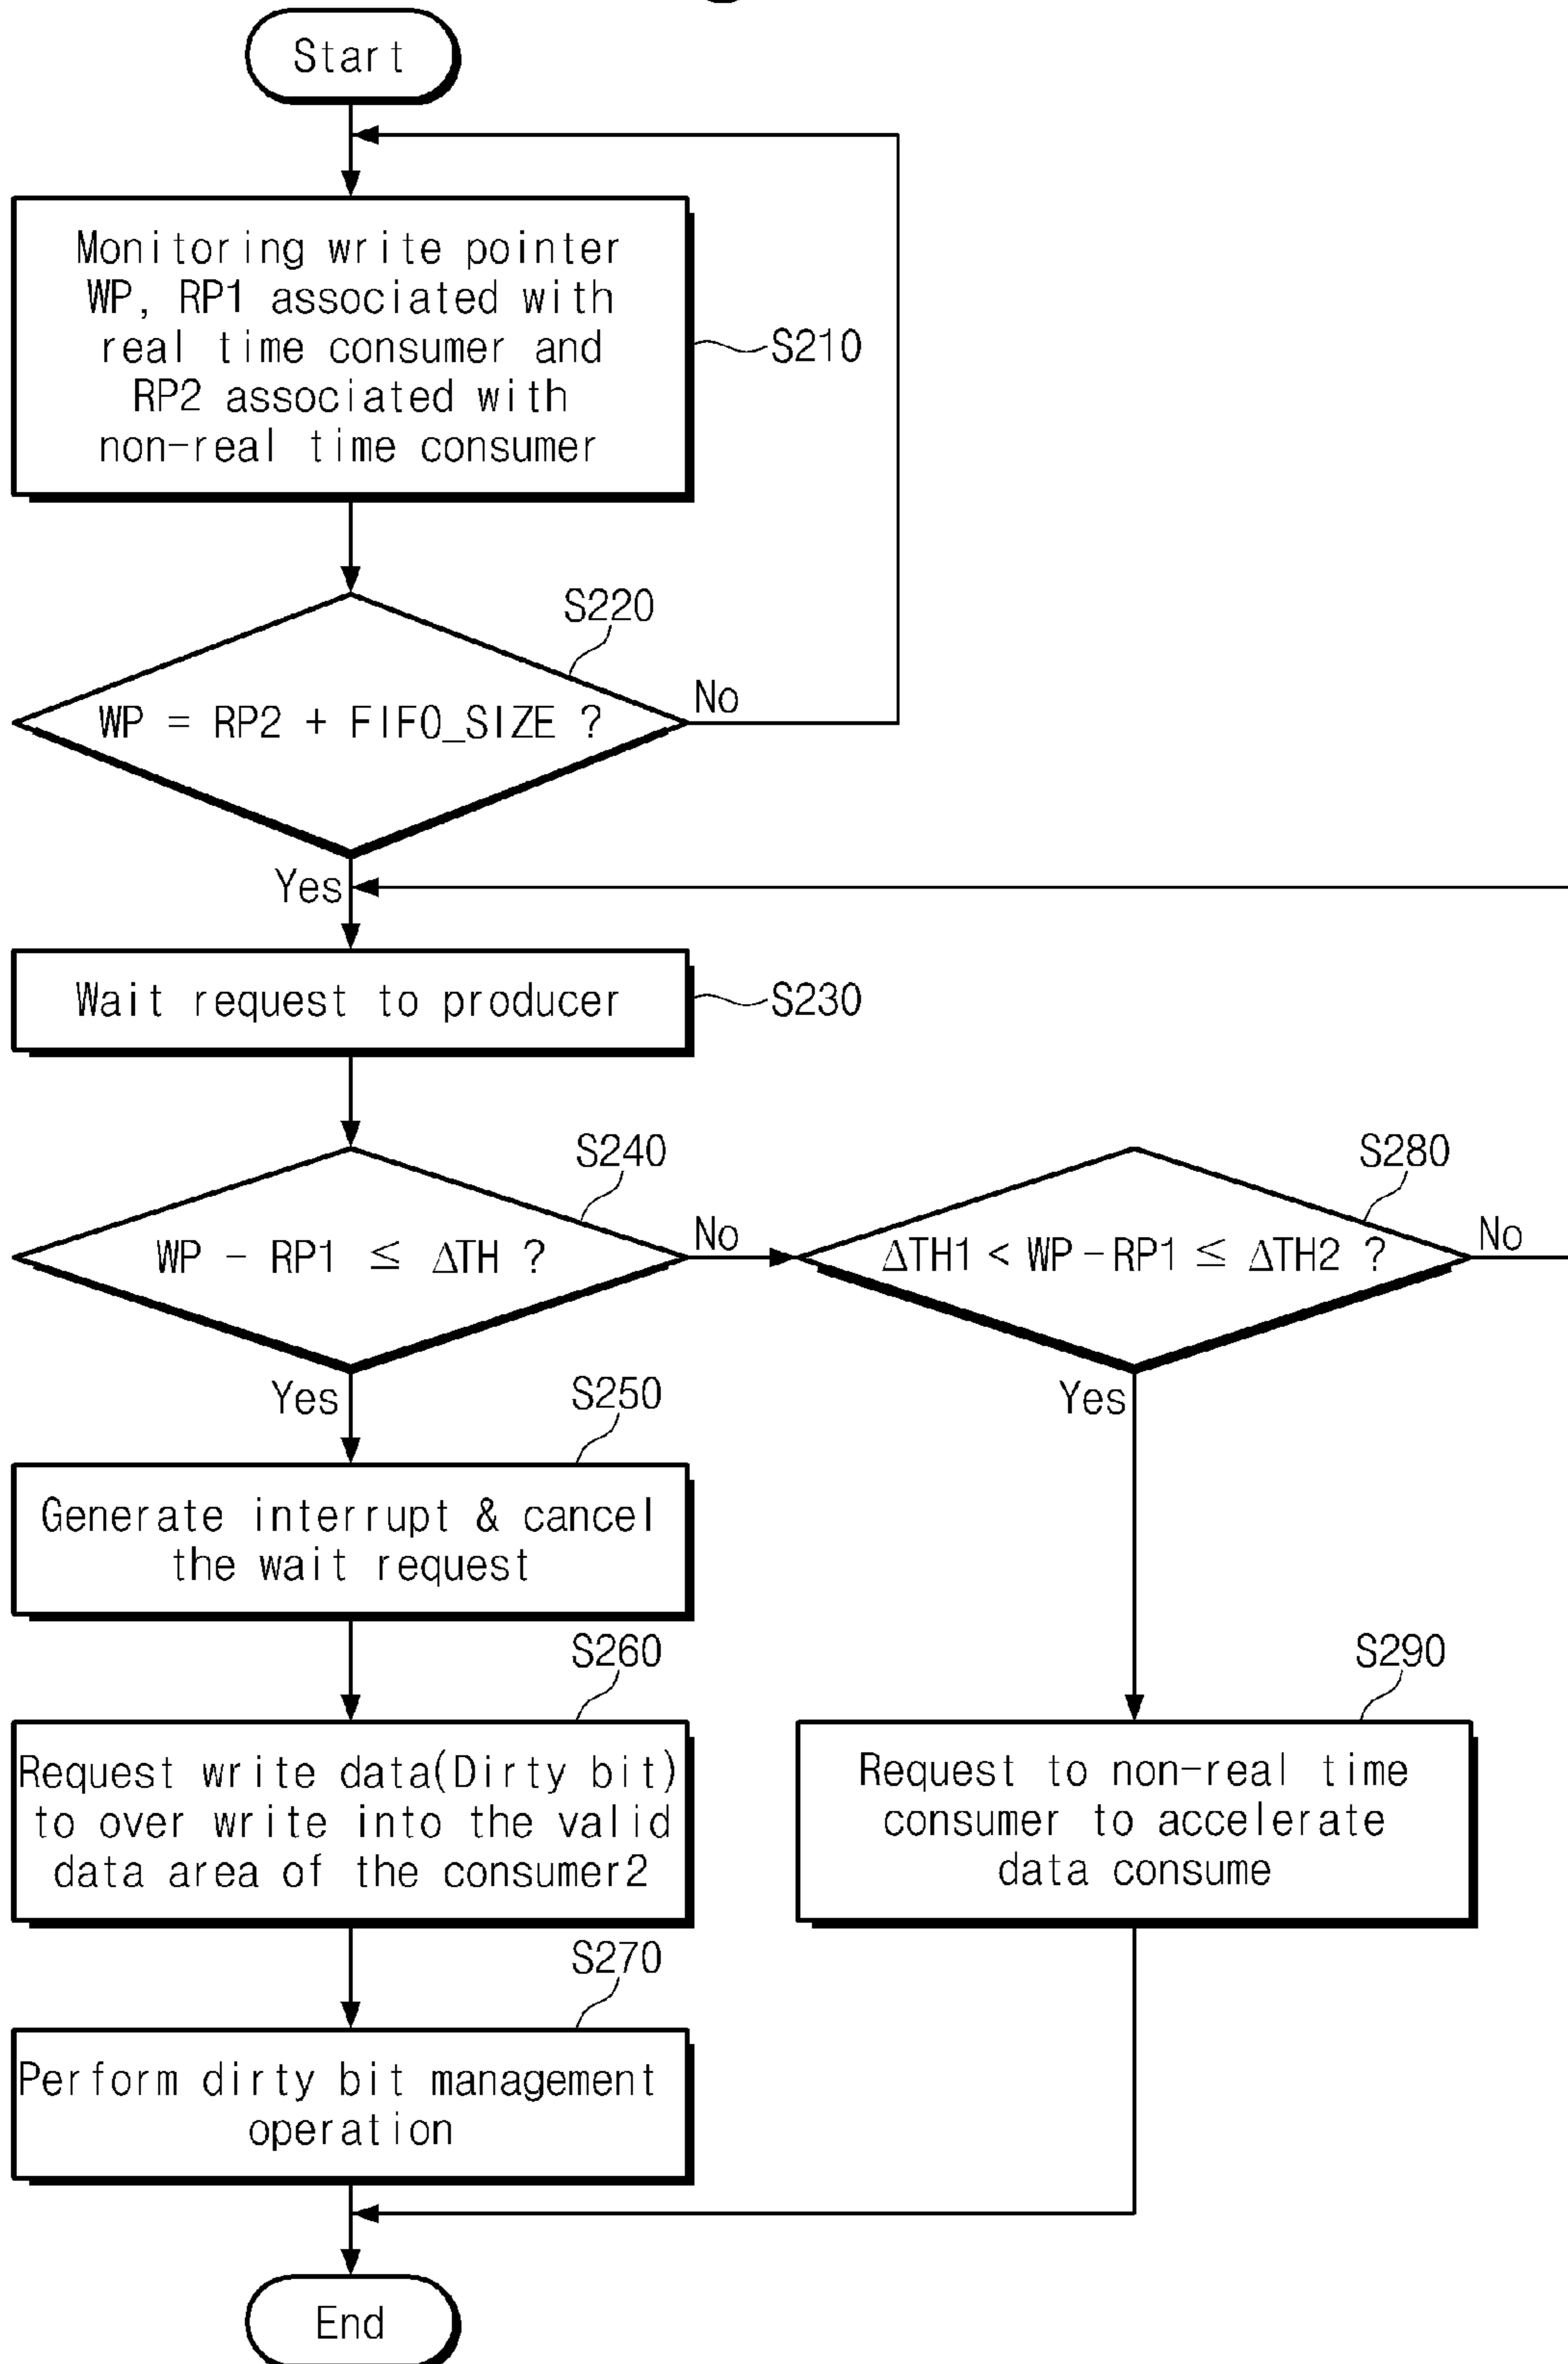 Start
Monitoring write pointer
WP, RP1 associated with
real time consumer and
RP2 associated with
non-real time consumer
S210
S220
WP = RP2 + FIFO_SIZE ?
No
Yes
Wait request to producer
S230
S240
WP - RP1 ≤ ΔTH ?
No
S280
ΔTH1 < WP-RP1 ≤ ΔTH2 ?
No
Yes
S250
Generate interrupt & cancel
the wait request
Yes
S260
Request write data(Dirty bit)
to over write into the valid
data area of the consumer2
S290
Request to non-real time
consumer to accelerate
data consume
S270
Perform dirty bit management
operation
End